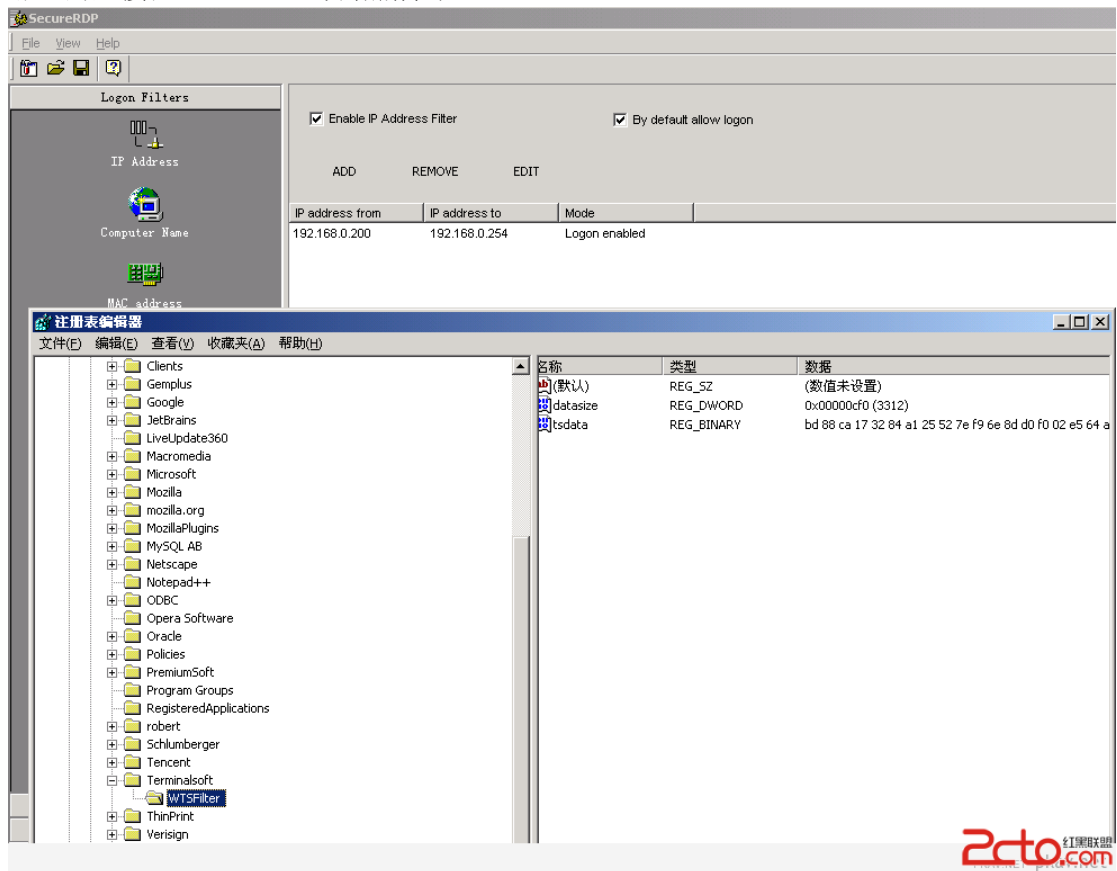 SecureRDP
File View Help
Logon Filters
IP Address
Computer Name
MAC address
Enable IP Address Filter
By default allow logon
ADD REMOVE EDIT
IP address from IP address to Mode
192.168.0.200 192.168.0.254 Logon enabled
注册表编辑器
文件(F) 编辑(E) 查看(V) 收藏夹(A) 帮助(H)
Clients
Gemplus
Google
JetBrains
LiveUpdate360
Macromedia
Microsoft
Mozilla
mozilla.org
MozillaPlugins
MySQL AB
Netscape
Notepad++
ODBC
Opera Software
Oracle
Policies
PremiumSoft
Program Groups
RegisteredApplications
robert
Schlumberger
Tencent
Terminalsoft
WTSFilter
ThinPrint
Verisign
名称 类型 数据
(默认) REG_SZ (数值未设置)
datasize REG_DWORD 0x00000cf0 (3312)
tsdata REG_BINARY bd 88 ca 17 32 84 a1 25 52 7e f9 6e 8d d0 f0 02 e5 64 a
2cto.com
红黑联盟